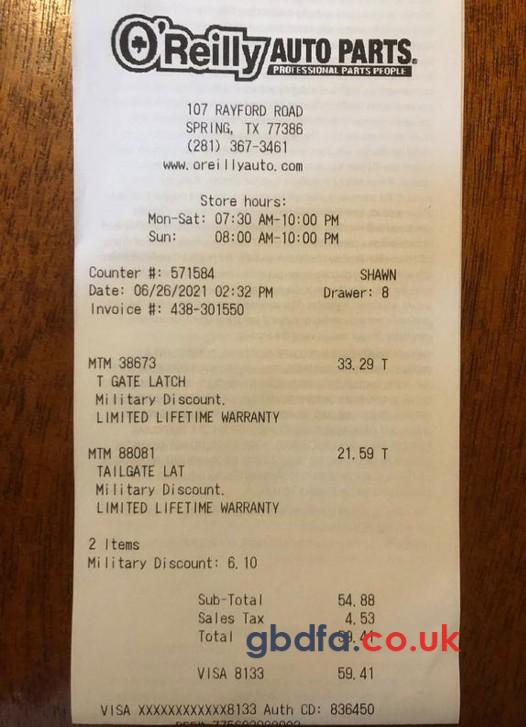 O'Reilly AUTO PARTS®
PROFESSIONAL PARTS PEOPLE
107 RAYFORD ROAD
SPRING, TX 77386
(281) 367-3461
www.oreillyauto.com
Store hours:
Mon-Sat: 07:30 AM-10:00 PM
Sun: 08:00 AM-10:00 PM
Counter #: 571584 SHAWN
Date: 06/26/2021 02:32 PM Drawer: 8
Invoice #: 438-301550
MTM 38673 33.29 T
T GATE LATCH
Military Discount.
LIMITED LIFETIME WARRANTY
MTM 88081 21.59 T
TAILGATE LAT
Military Discount.
LIMITED LIFETIME WARRANTY
2 Items
Military Discount: 6.10
Sub-Total 54.88
Sales Tax 4.53
Total 59.41
gbdfa.co.uk
VISA 8133 59.41
VISA XXXXXXXXXXXX8133 Auth CD: 836450